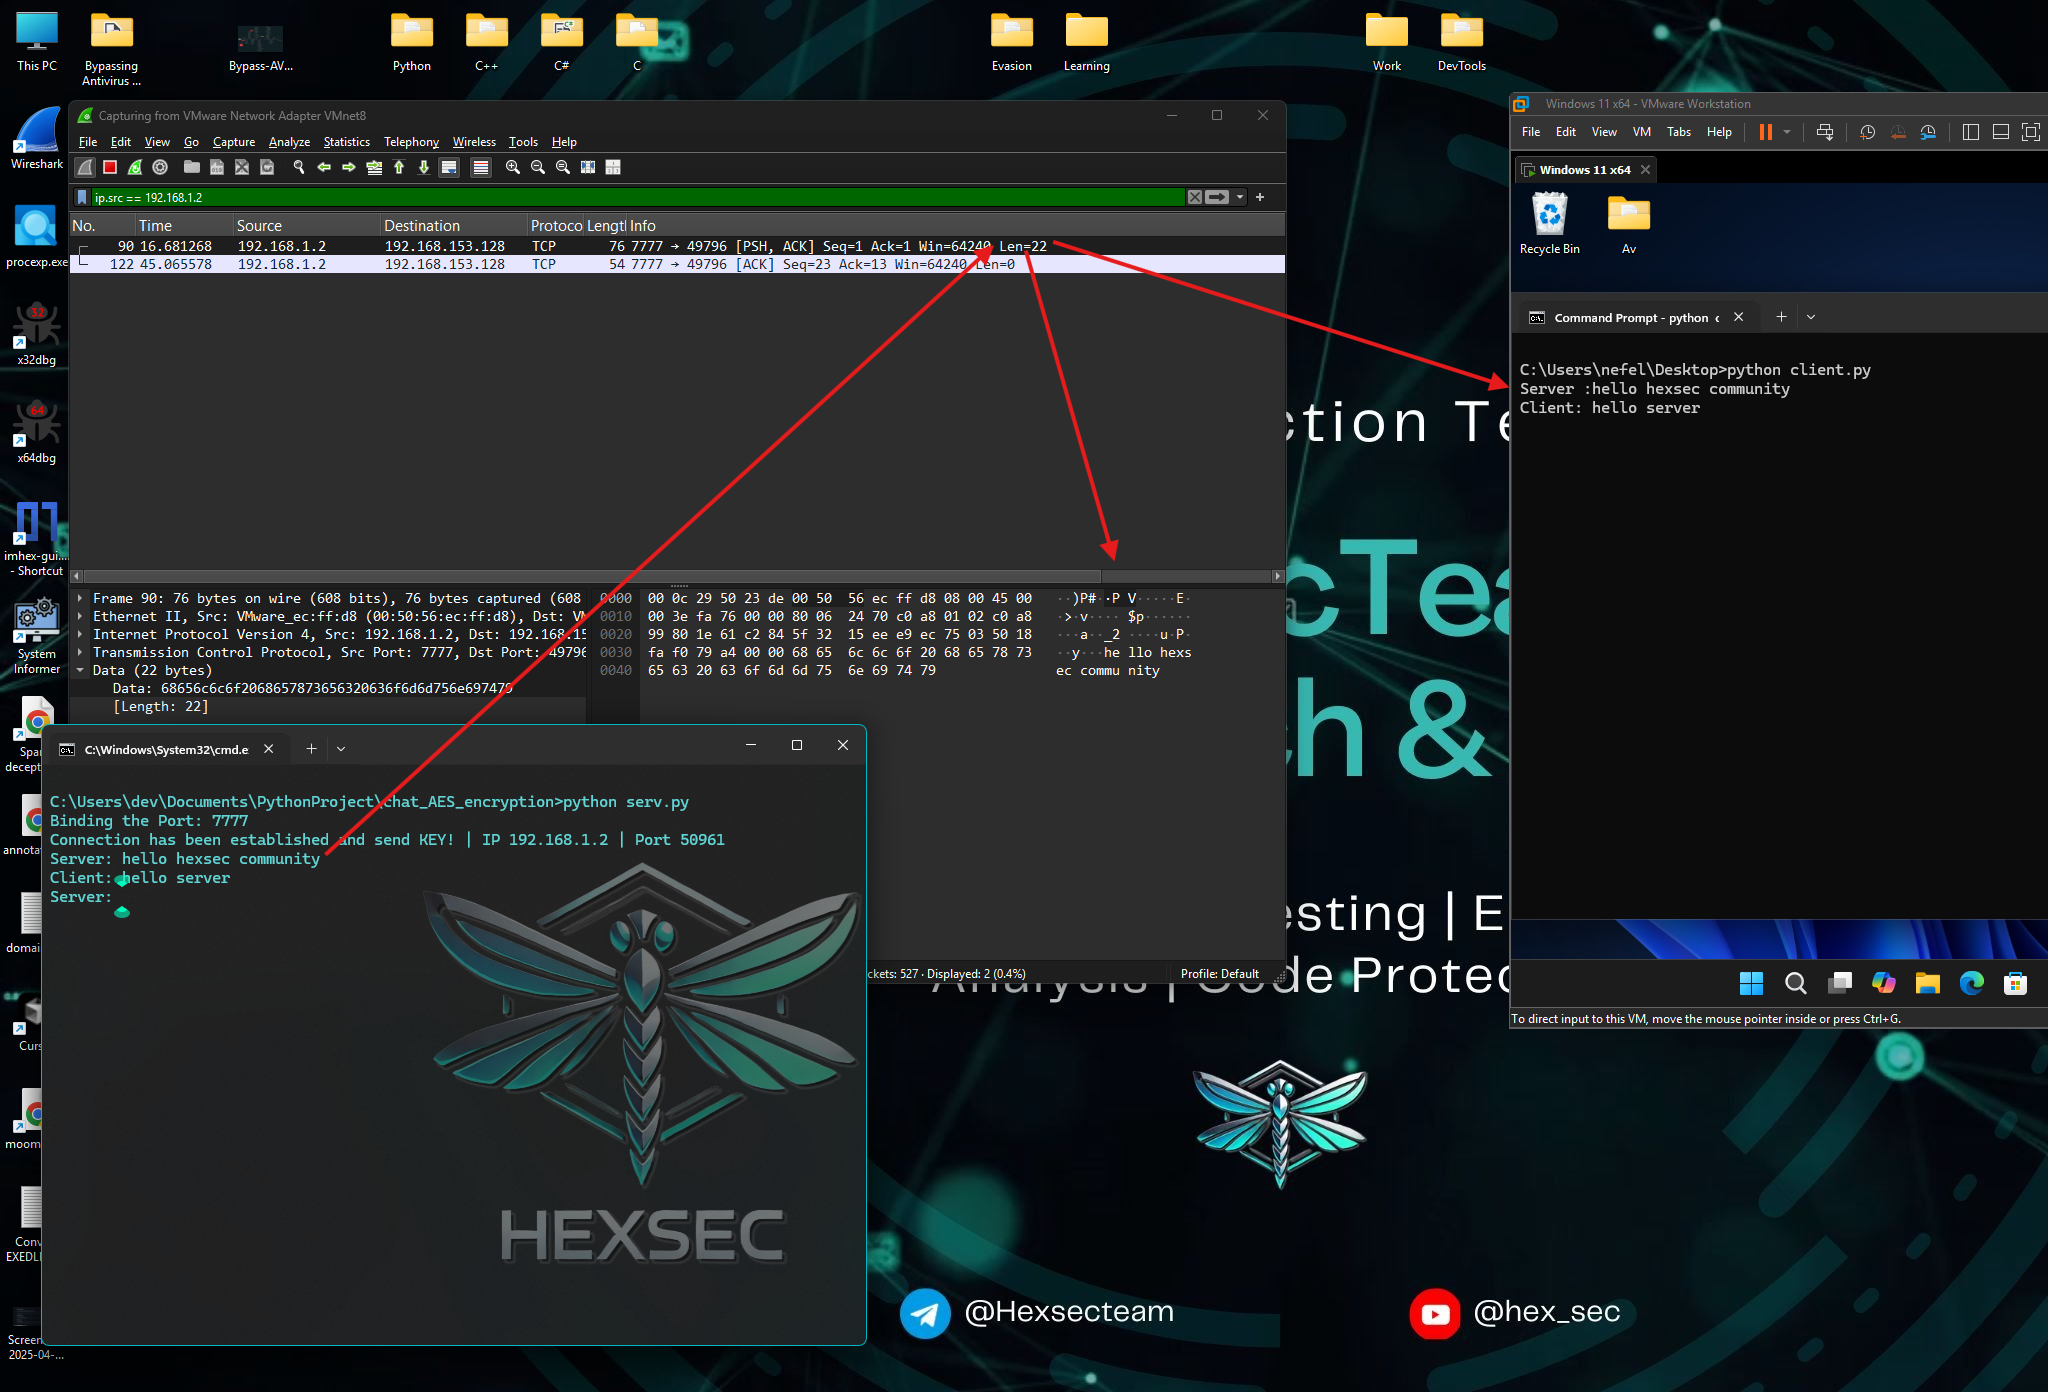 This PC
Bypassing
Antivirus ...
Bypass-AV...
Python
C++
C#
C
Evasion
Learning
Work
DevTools
Wireshark
procexp.exe
32
x32dbg
64
x64dbg
imhex-gui....
- Shortcut
System
Informer
Spar
decept
annotat
domai
Curs
moom
Conv
EXEDLI
Screen
2025-04-...
Capturing from VMware Network Adapter VMnet8
File Edit View Go Capture Analyze Statistics Telephony Wireless Tools Help
ip.src == 192.168.1.2
No. Time Source Destination Protoco Lengtl Info
90 16.681268 192.168.1.2 192.168.153.128 TCP 76 7777 → 49796 [PSH, ACK] Seq=1 Ack=1 Win=64240 Len=22
122 45.065578 192.168.1.2 192.168.153.128 TCP 54 7777 → 49796 [ACK] Seq=23 Ack=13 Win=64240 Len=0
Frame 90: 76 bytes on wire (608 bits), 76 bytes captured (608
Ethernet II, Src: VMware_ec:ff:d8 (00:50:56:ec:ff:d8), Dst: VM
Internet Protocol Version 4, Src: 192.168.1.2, Dst: 192.168.15
Transmission Control Protocol, Src Port: 7777, Dst Port: 49796
Data (22 bytes)
Data: 68656c6c6f2068657873656320636f6d6d756e697479
[Length: 22]
0000 00 0c 29 50 23 de 00 50 56 ec ff d8 08 00 45 00 ··)P#··P V·····E·
0010 00 3e fa 76 00 00 80 06 24 70 c0 a8 01 02 c0 a8 ·>·v···· $p······
0020 99 80 1e 61 c2 84 5f 32 15 ee e9 ec 75 03 50 18 ···a··_2 ····u·P·
0030 fa f0 79 a4 00 00 68 65 6c 6c 6f 20 68 65 78 73 ··y···he llo hexs
0040 65 63 20 63 6f 6d 6d 75 6e 69 74 79 ec commu nity
ckets: 527 · Displayed: 2 (0.4%) Profile: Default
C:\Windows\System32\cmd.e
C:\Users\dev\Documents\PythonProject\chat_AES_encryption>python serv.py
Binding the Port: 7777
Connection has been established and send KEY! | IP 192.168.1.2 | Port 50961
Server: hello hexsec community
Client: hello server
Server:
HEXSEC
Windows 11 x64 - VMware Workstation
File Edit View VM Tabs Help
Windows 11 x64
Recycle Bin
Av
Command Prompt - python c
C:\Users\nefel\Desktop>python client.py
Server :hello hexsec community
Client: hello server
To direct input to this VM, move the mouse pointer inside or press Ctrl+G.
ction Te
cTea
ch &
esting | E
Analysis | Code Protec
@Hexsecteam
@hex_sec